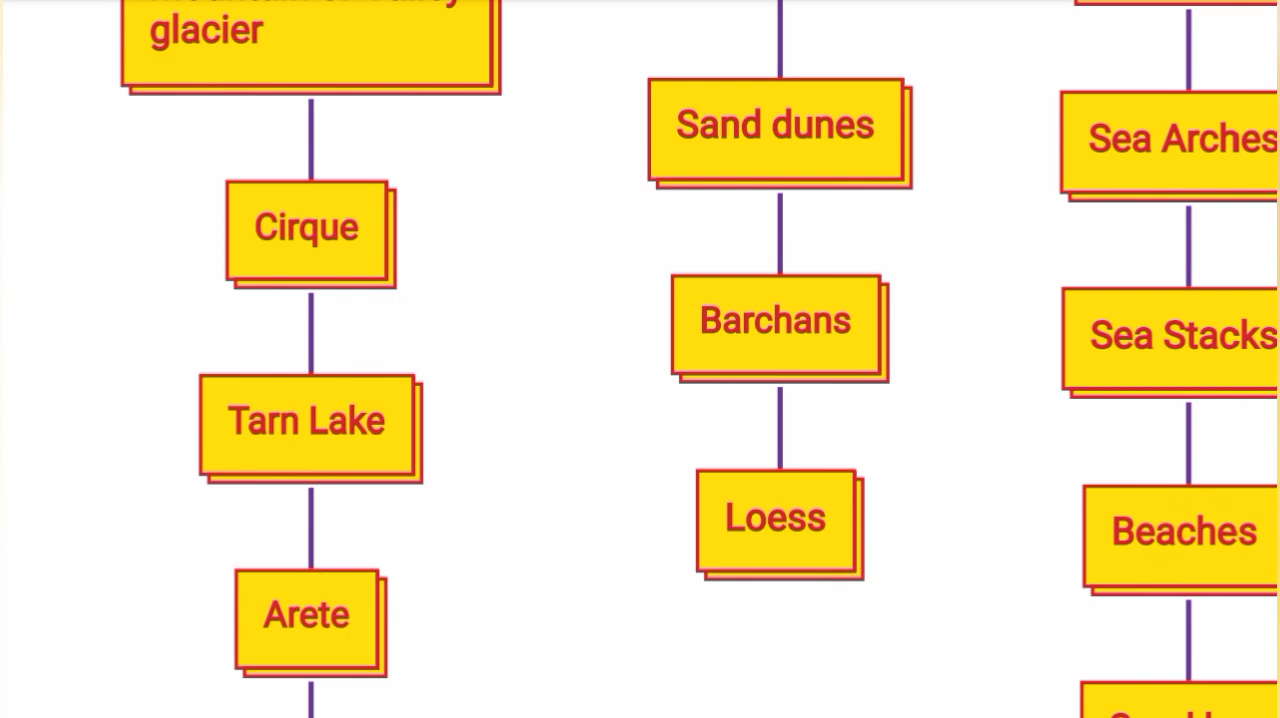 glacier
Cirque
Tarn Lake
Arete
Sand dunes
Barchans
Loess
Sea Arches
Sea Stacks
Beaches